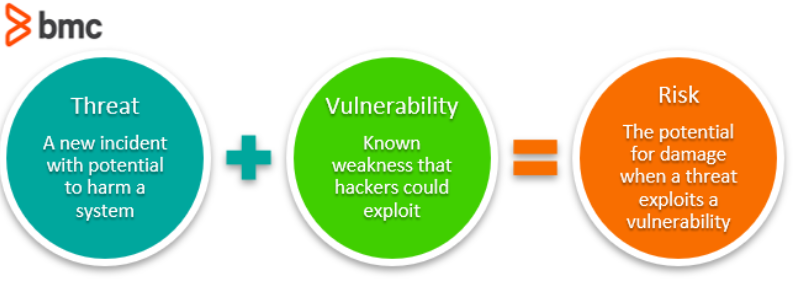 bmc
Threat
A new incident
with potential
to harm a
system
+
Vulnerability
Known
weakness that
hackers could
exploit
=
Risk
The potential
for damage
when a threat
exploits a
vulnerability